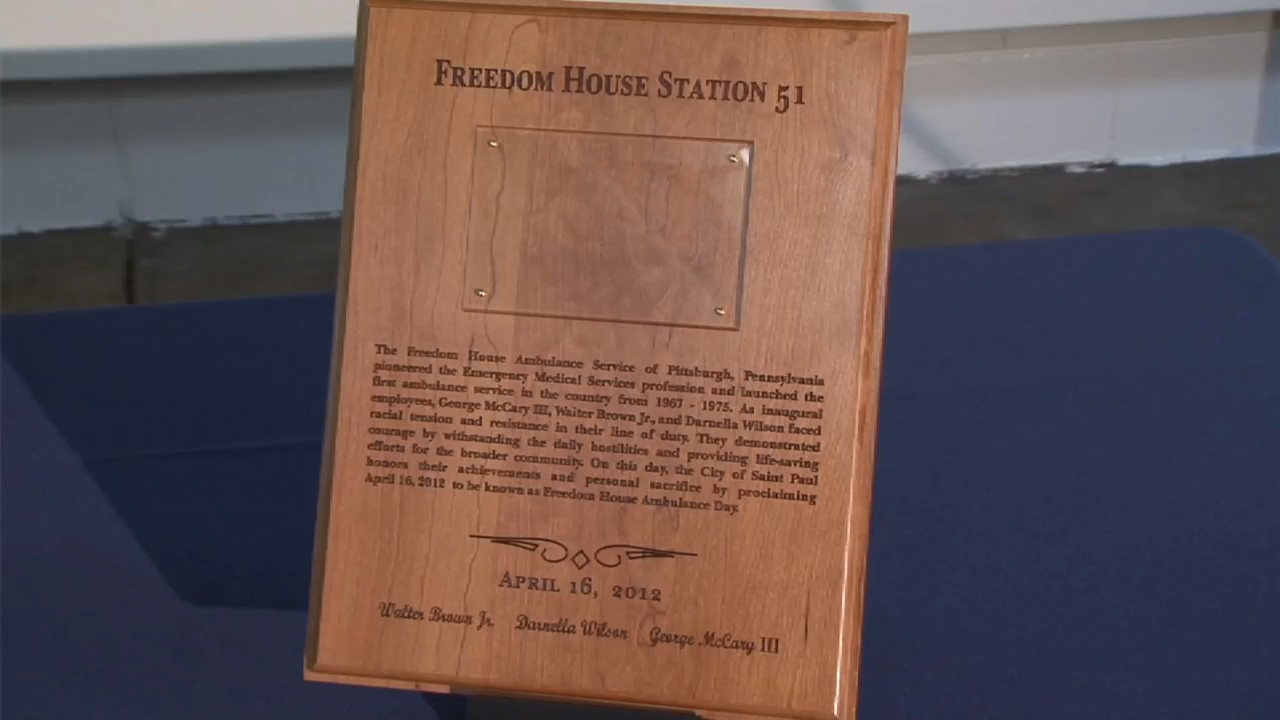 FREEDOM HOUSE STATION 51
The Freedom House Ambulance Service of Pittsburgh, Pennsylvania
pioneered the Emergency Medical Services profession and launched the
first ambulance service in the country from 1967 - 1975. As inaugural
employees, George McCary III, Walter Brown Jr., and Darnella Wilson faced
racial tension and resistance in their line of duty. They demonstrated
courage by withstanding the daily hostilities and providing life-saving
efforts for the broader community. On this day, the City of Saint Paul
honors their achievements and personal sacrifice by proclaiming
April 16, 2012 to be known as Freedom House Ambulance Day.
APRIL 16, 2012
Walter Brown Jr. Darnella Wilson George McCary III